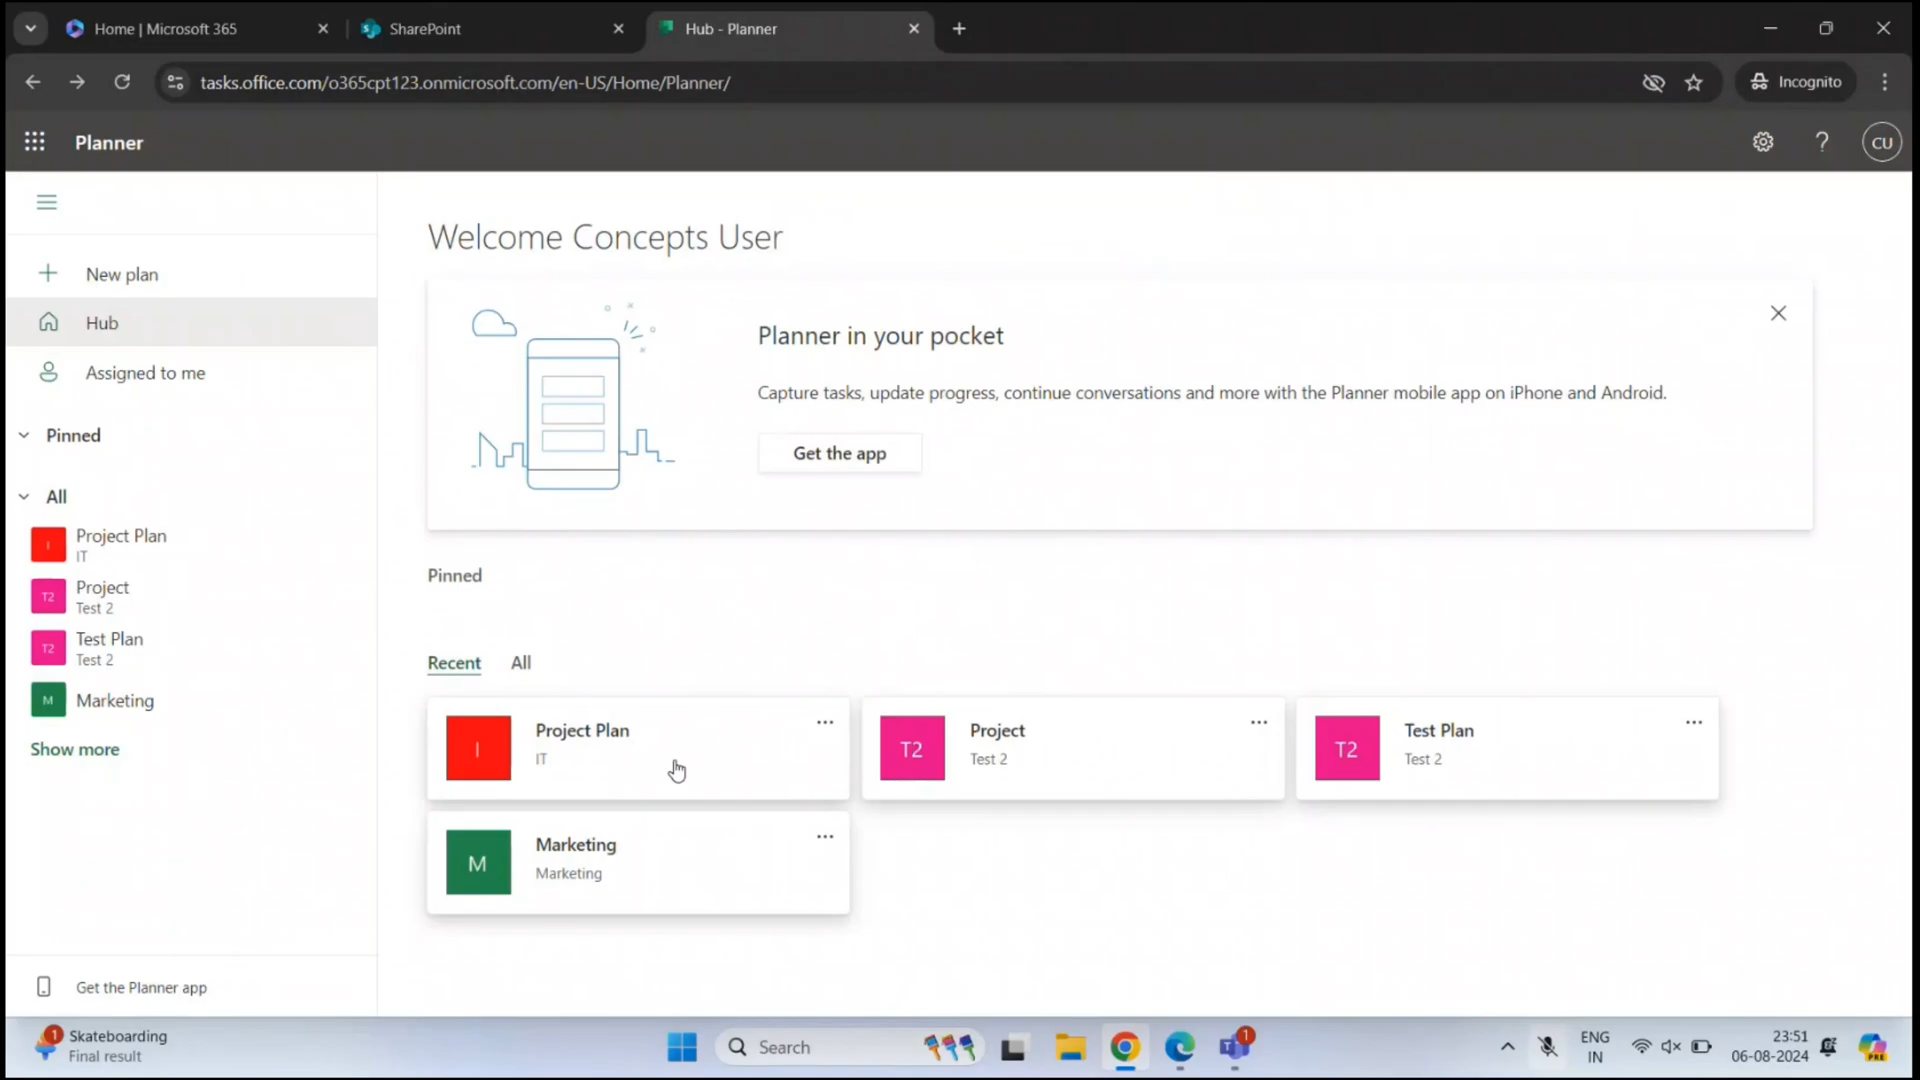 Home | Microsoft 365
SharePoint
Hub - Planner
tasks.office.com/o365cpt123.onmicrosoft.com/en-US/Home/Planner/
Incognito
Planner
CU
New plan
Hub
Assigned to me
Pinned
All
I
Project Plan
IT
T2
Project
Test 2
T2
Test Plan
Test 2
M
Marketing
Show more
Get the Planner app
Welcome Concepts User
Planner in your pocket
Capture tasks, update progress, continue conversations and more with the Planner mobile app on iPhone and Android.
Get the app
Pinned
Recent All
I
Project Plan
IT
T2
Project
Test 2
T2
Test Plan
Test 2
M
Marketing
Marketing
1
Skateboarding
Final result
Search
1
ENG
IN
23:51
06-08-2024
PRE